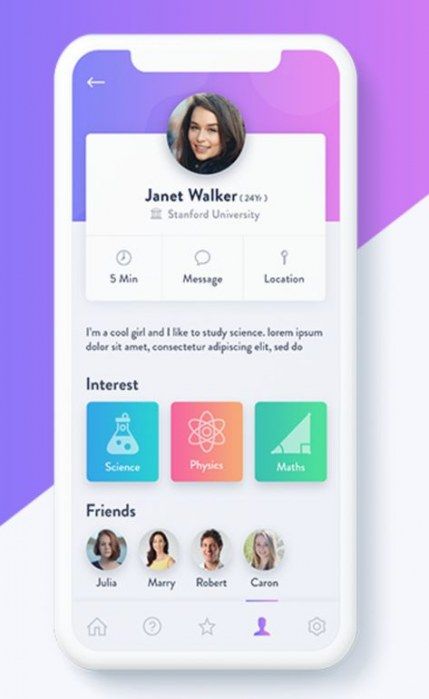 Janet Walker ( 24Yr )
Stanford University
5 Min Message Location
I'm a cool girl and I like to study science. lorem ipsum
dolor sit amet, consectetur adipiscing elit, sed do
Interest
Science Physics Maths
Friends
Julia Marry Robert Caron